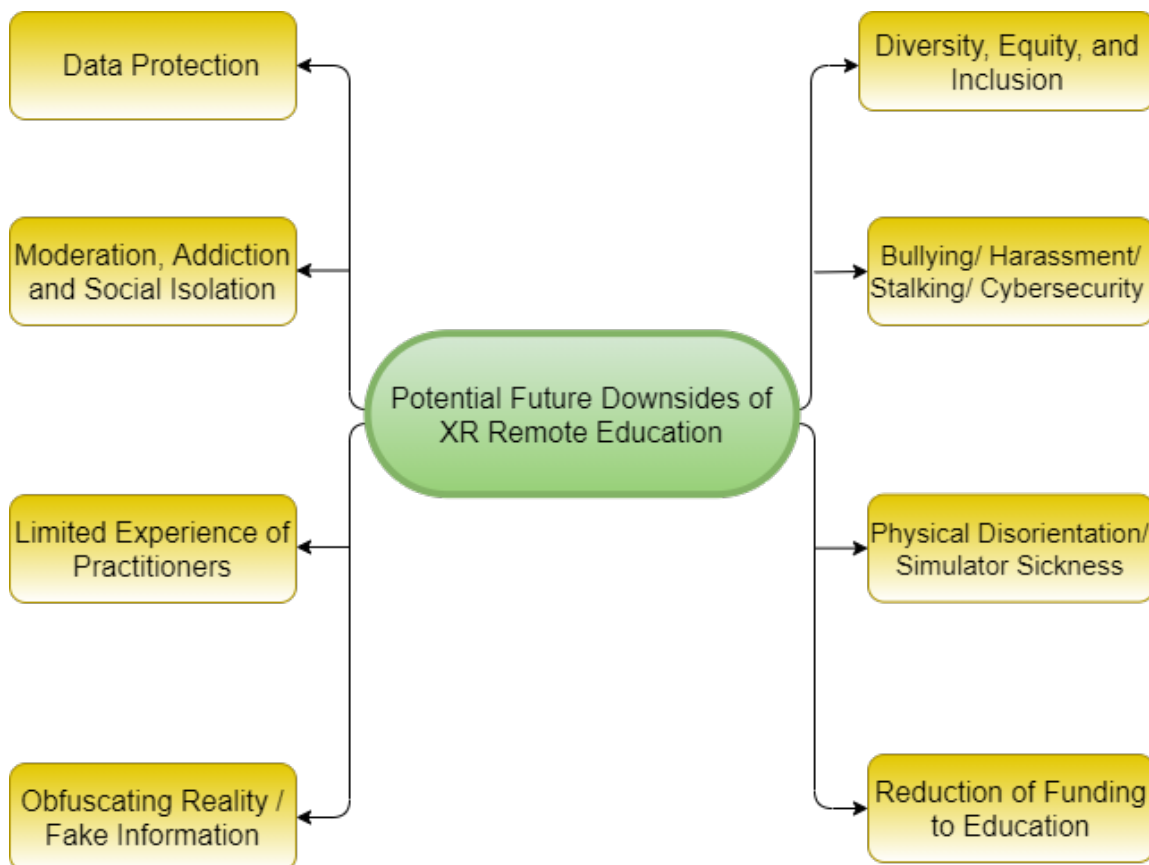 Data Protection
Moderation, Addiction
and Social Isolation
Limited Experience of
Practitioners
Obfuscating Reality /
Fake Information
Potential Future Downsides of
XR Remote Education
Diversity, Equity, and
Inclusion
Bullying/ Harassment/
Stalking/ Cybersecurity
Physical Disorientation/
Simulator Sickness
Reduction of Funding
to Education